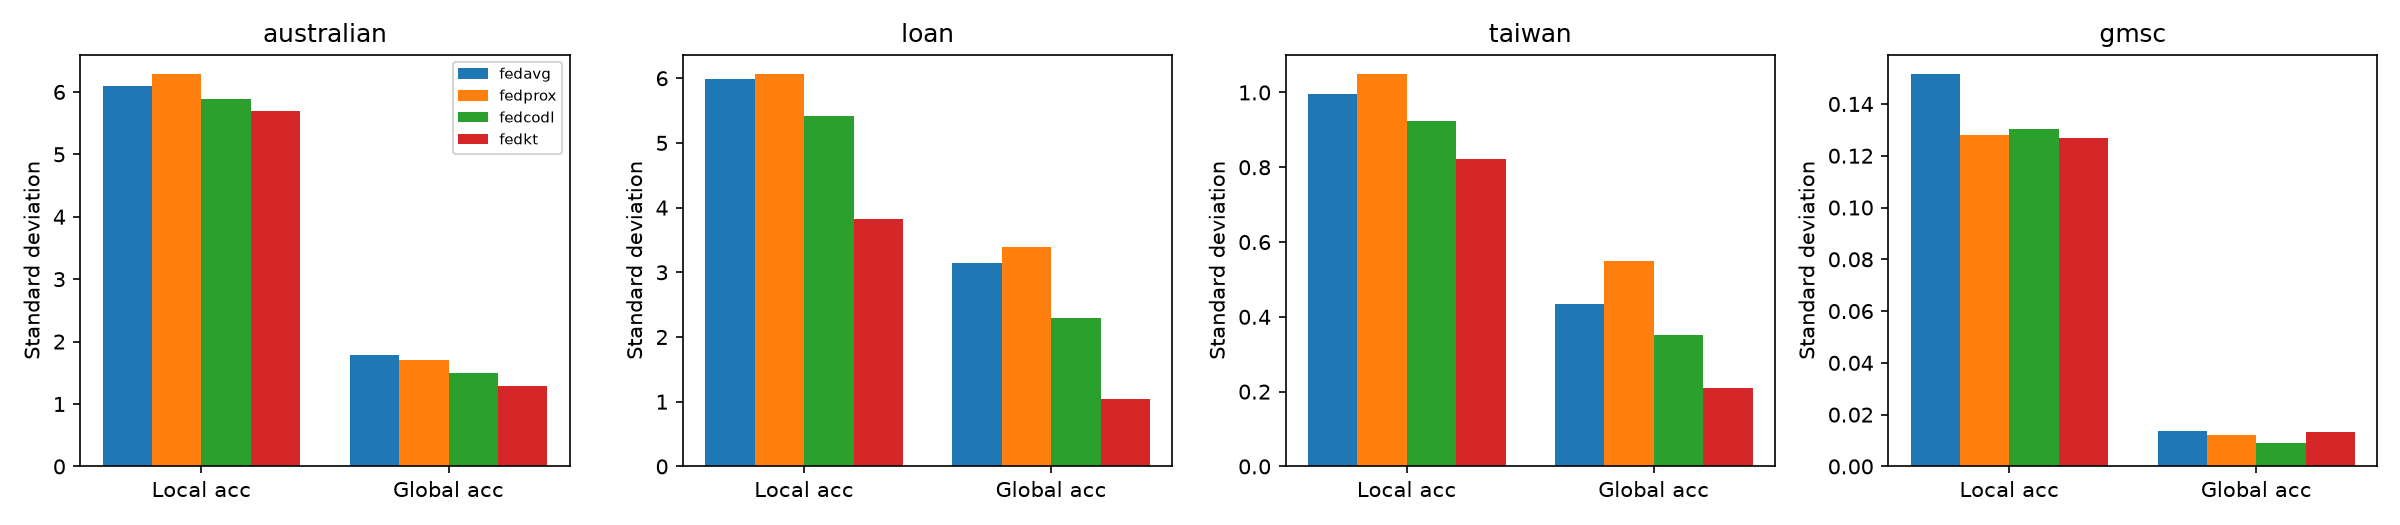 australian
fedavg
fedprox
fedcodl
fedkt
Standard deviation
6
5
4
3
2
1
0
Local acc
Global acc
loan
Standard deviation
6
5
4
3
2
1
0
Local acc
Global acc
taiwan
Standard deviation
1.0
0.8
0.6
0.4
0.2
0.0
Local acc
Global acc
gmsc
Standard deviation
0.14
0.12
0.10
0.08
0.06
0.04
0.02
0.00
Local acc
Global acc